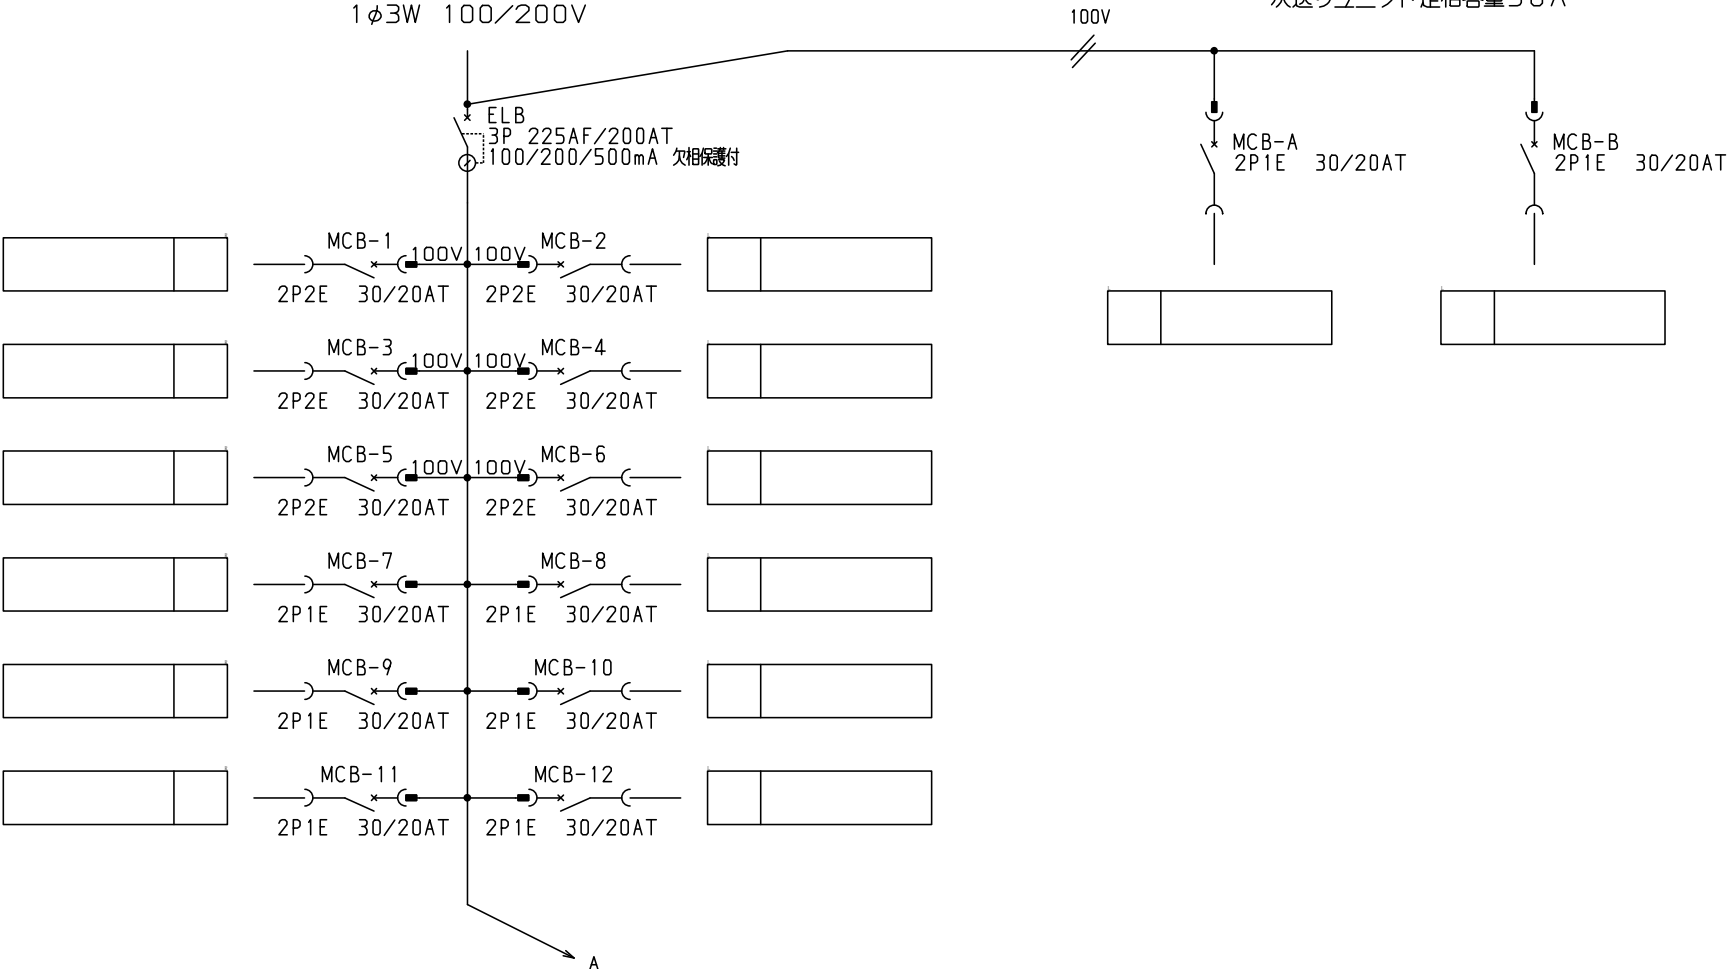 1φ3W 100/200V
100V
ELB
3P 225AF/200AT
100/200/500mA 欠相保護付
MCB-A
2P1E 30/20AT
MCB-B
2P1E 30/20AT
MCB-1 100V 100V MCB-2
2P2E 30/20AT 2P2E 30/20AT
MCB-3 100V 100V MCB-4
2P2E 30/20AT 2P2E 30/20AT
MCB-5 100V 100V MCB-6
2P2E 30/20AT 2P2E 30/20AT
MCB-7 MCB-8
2P1E 30/20AT 2P1E 30/20AT
MCB-9 MCB-10
2P1E 30/20AT 2P1E 30/20AT
MCB-11 MCB-12
2P1E 30/20AT 2P1E 30/20AT
A